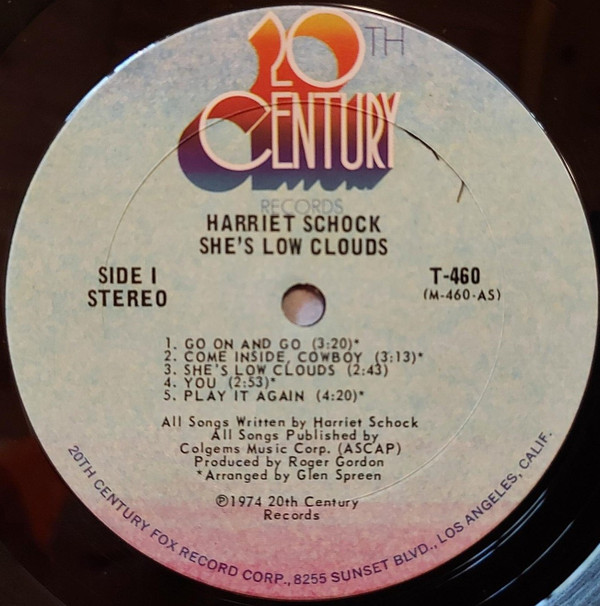 20TH
CENTURY
RECORDS
HARRIET SCHOCK
SHE'S LOW CLOUDS
SIDE 1
STEREO
T-460
(M-460-AS)
1. GO ON AND GO (3:20)*
2. COME INSIDE, COWBOY (3:13)*
3. SHE'S LOW CLOUDS (2:43)
4. YOU (2:53)*
5. PLAY IT AGAIN (4:20)*
All Songs Written by Harriet Schock
All Songs Published by
Colgems Music Corp. (ASCAP)
Produced by Roger Gordon
*Arranged by Glen Spreen
℗1974 20th Century
Records
20TH CENTURY FOX RECORD CORP., 8255 SUNSET BLVD., LOS ANGELES, CALIF.